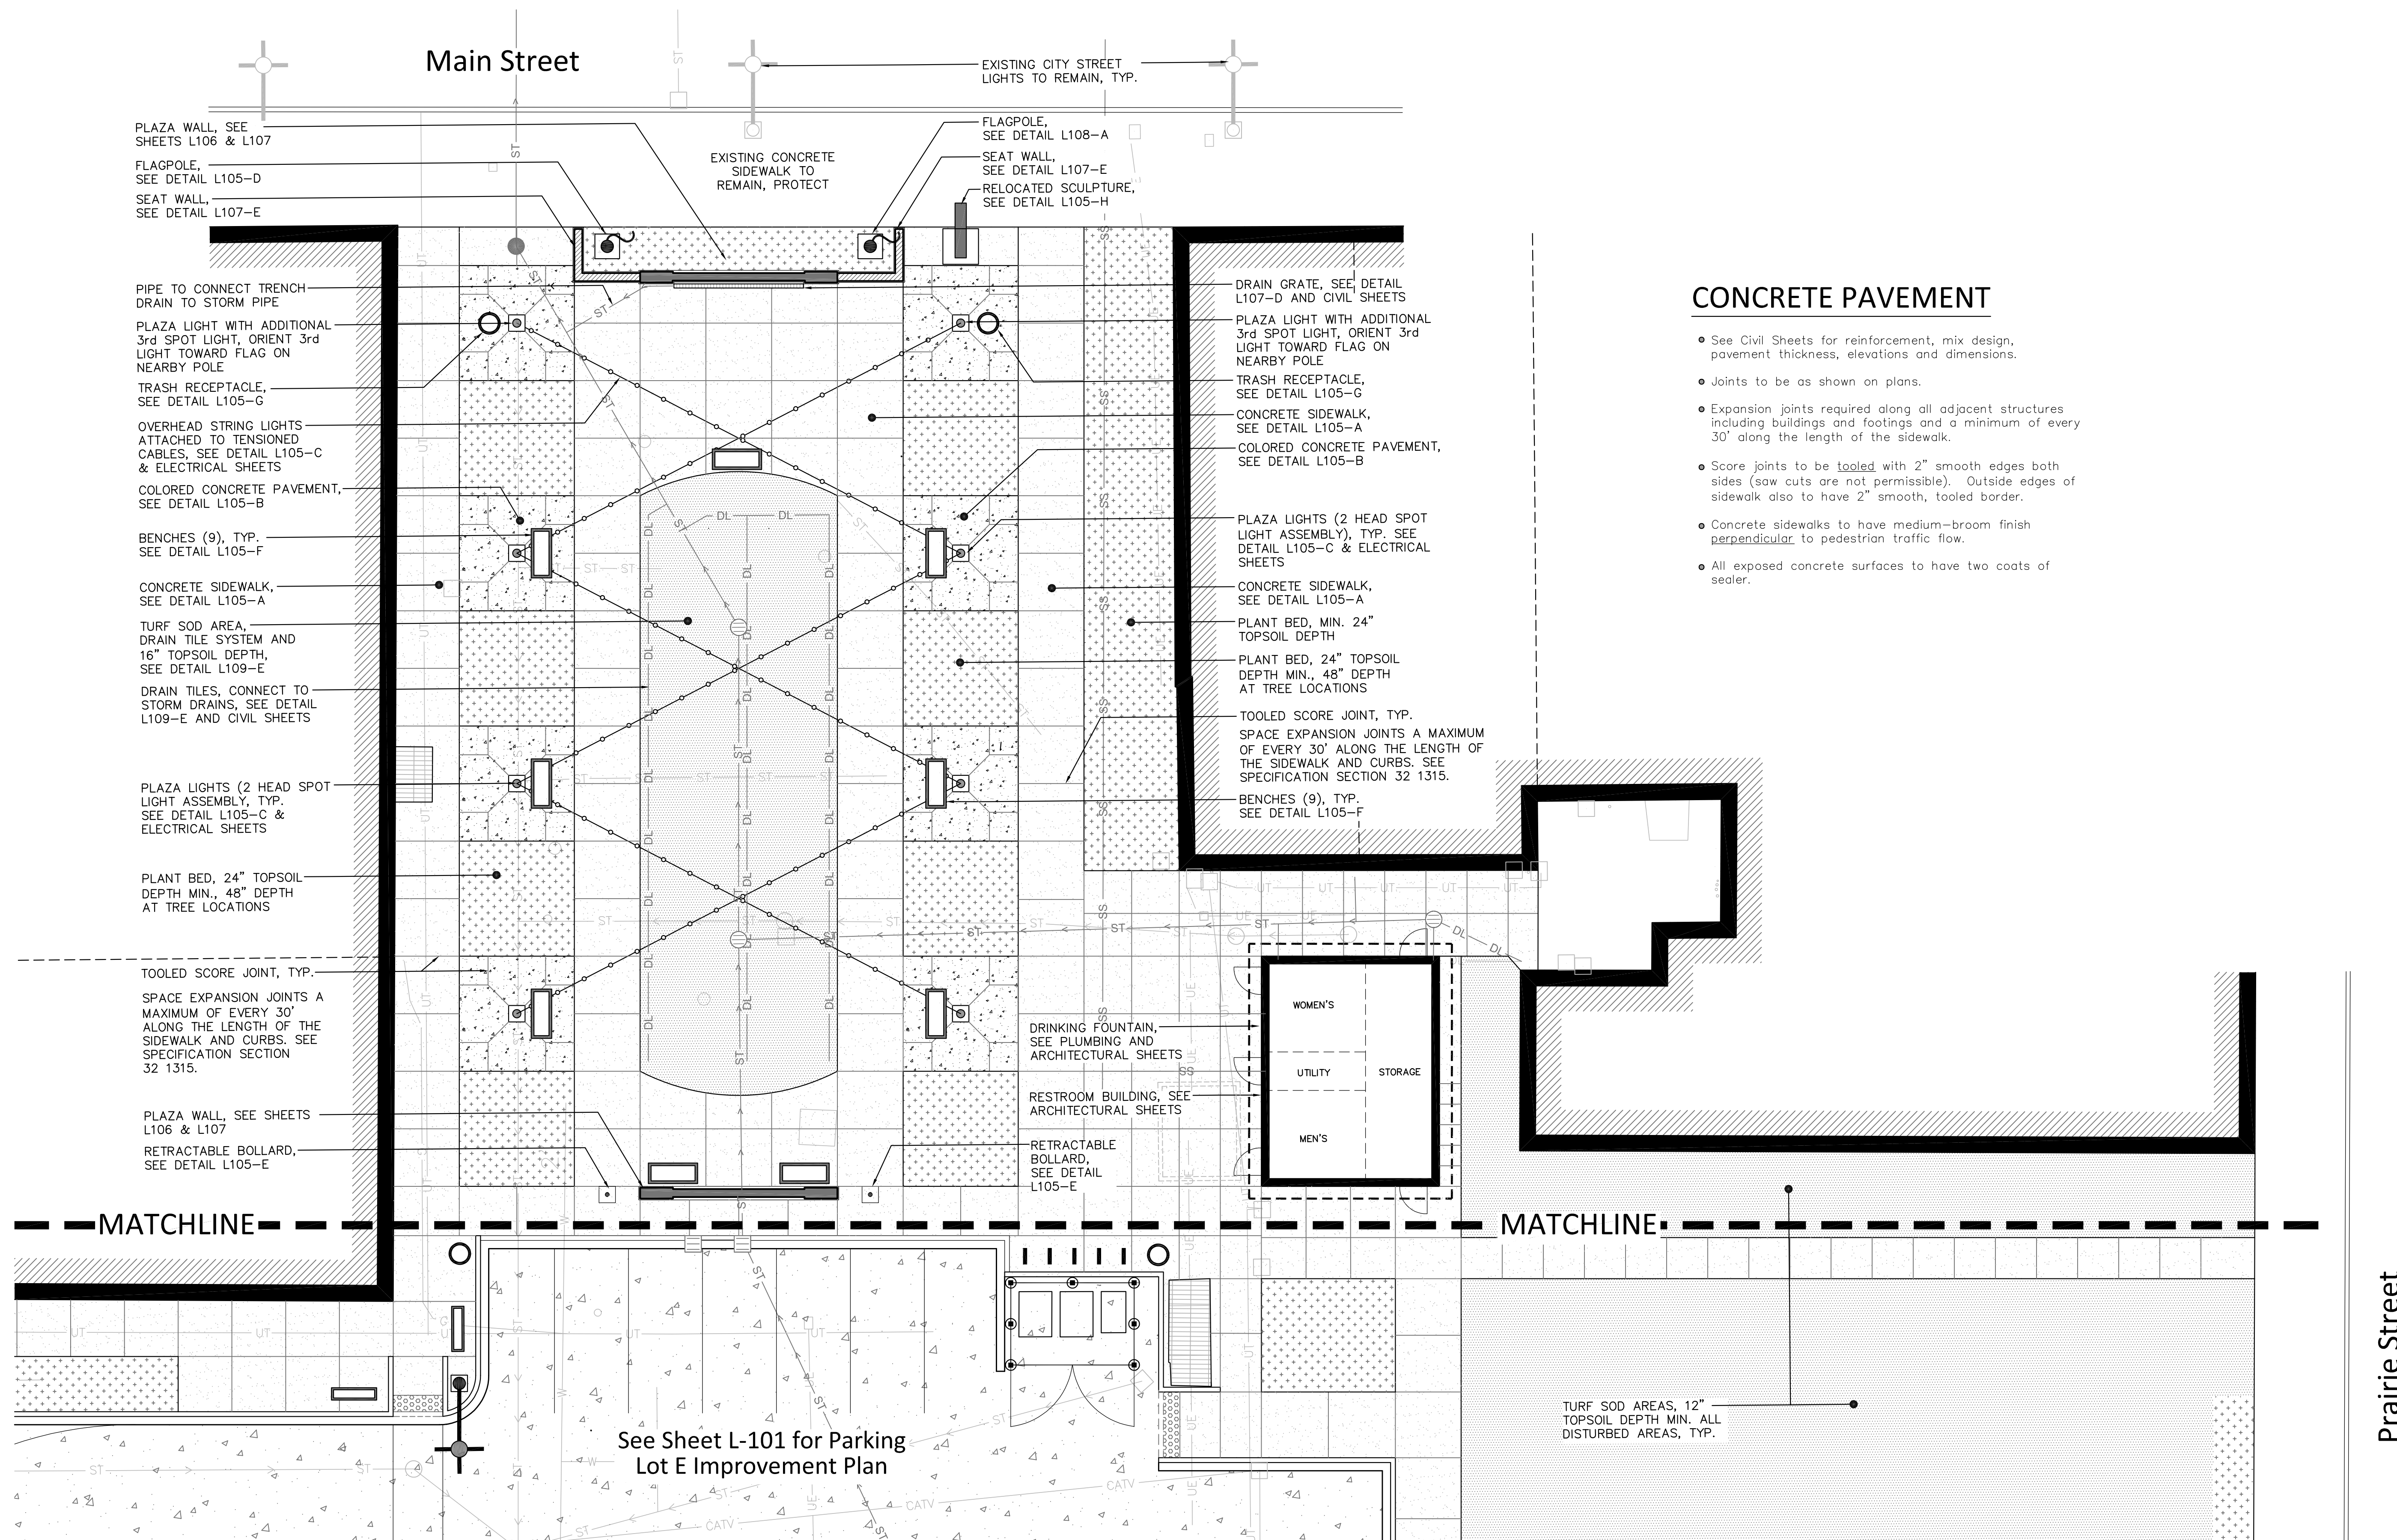 Main Street
EXISTING CITY STREET
LIGHTS TO REMAIN, TYP.
PLAZA WALL, SEE
SHEETS L106 & L107
FLAGPOLE,
SEE DETAIL L105-D
SEAT WALL,
SEE DETAIL L107-E
EXISTING CONCRETE
SIDEWALK TO
REMAIN, PROTECT
FLAGPOLE,
SEE DETAIL L108-A
SEAT WALL,
SEE DETAIL L107-E
RELOCATED SCULPTURE,
SEE DETAIL L105-H
PIPE TO CONNECT TRENCH
DRAIN TO STORM PIPE
PLAZA LIGHT WITH ADDITIONAL
3rd SPOT LIGHT, ORIENT 3rd
LIGHT TOWARD FLAG ON
NEARBY POLE
TRASH RECEPTACLE,
SEE DETAIL L105-G
OVERHEAD STRING LIGHTS
ATTACHED TO TENSIONED
CABLES, SEE DETAIL L105-C
& ELECTRICAL SHEETS
COLORED CONCRETE PAVEMENT,
SEE DETAIL L105-B
BENCHES (9), TYP.
SEE DETAIL L105-F
CONCRETE SIDEWALK,
SEE DETAIL L105-A
TURF SOD AREA,
DRAIN TILE SYSTEM AND
16" TOPSOIL DEPTH,
SEE DETAIL L109-E
DRAIN TILES, CONNECT TO
STORM DRAINS, SEE DETAIL
L109-E AND CIVIL SHEETS
PLAZA LIGHTS (2 HEAD SPOT
LIGHT ASSEMBLY, TYP.
SEE DETAIL L105-C &
ELECTRICAL SHEETS
PLANT BED, 24" TOPSOIL
DEPTH MIN., 48" DEPTH
AT TREE LOCATIONS
TOOLED SCORE JOINT, TYP.
SPACE EXPANSION JOINTS A
MAXIMUM OF EVERY 30'
ALONG THE LENGTH OF THE
SIDEWALK AND CURBS. SEE
SPECIFICATION SECTION
32 1315.
PLAZA WALL, SEE SHEETS
L106 & L107
RETRACTABLE BOLLARD,
SEE DETAIL L105-E
DRAIN GRATE, SEE DETAIL
L107-D AND CIVIL SHEETS
PLAZA LIGHT WITH ADDITIONAL
3rd SPOT LIGHT, ORIENT 3rd
LIGHT TOWARD FLAG ON
NEARBY POLE
TRASH RECEPTACLE,
SEE DETAIL L105-G
CONCRETE SIDEWALK,
SEE DETAIL L105-A
COLORED CONCRETE PAVEMENT,
SEE DETAIL L105-B
PLAZA LIGHTS (2 HEAD SPOT
LIGHT ASSEMBLY), TYP. SEE
DETAIL L105-C & ELECTRICAL
SHEETS
CONCRETE SIDEWALK,
SEE DETAIL L105-A
PLANT BED, MIN. 24"
TOPSOIL DEPTH
PLANT BED, 24" TOPSOIL
DEPTH MIN., 48" DEPTH
AT TREE LOCATIONS
TOOLED SCORE JOINT, TYP.
SPACE EXPANSION JOINTS A MAXIMUM
OF EVERY 30' ALONG THE LENGTH OF
THE SIDEWALK AND CURBS. SEE
SPECIFICATION SECTION 32 1315.
BENCHES (9), TYP.
SEE DETAIL L105-F
DRINKING FOUNTAIN,
SEE PLUMBING AND
ARCHITECTURAL SHEETS
RESTROOM BUILDING, SEE
ARCHITECTURAL SHEETS
RETRACTABLE
BOLLARD,
SEE DETAIL
L105-E
WOMEN'S
UTILITY
STORAGE
MEN'S
CONCRETE PAVEMENT
See Civil Sheets for reinforcement, mix design,
pavement thickness, elevations and dimensions.
Joints to be as shown on plans.
Expansion joints required along all adjacent structures
including buildings and footings and a minimum of every
30' along the length of the sidewalk.
Score joints to be tooled with 2" smooth edges both
sides (saw cuts are not permissible). Outside edges of
sidewalk also to have 2" smooth, tooled border.
Concrete sidewalks to have medium-broom finish
perpendicular to pedestrian traffic flow.
All exposed concrete surfaces to have two coats of
sealer.
MATCHLINE
MATCHLINE
See Sheet L-101 for Parking
Lot E Improvement Plan
TURF SOD AREAS, 12"
TOPSOIL DEPTH MIN. ALL
DISTURBED AREAS, TYP.
Prairie Street
ST
DL
SS
UT
UE
W
CATV
CATV